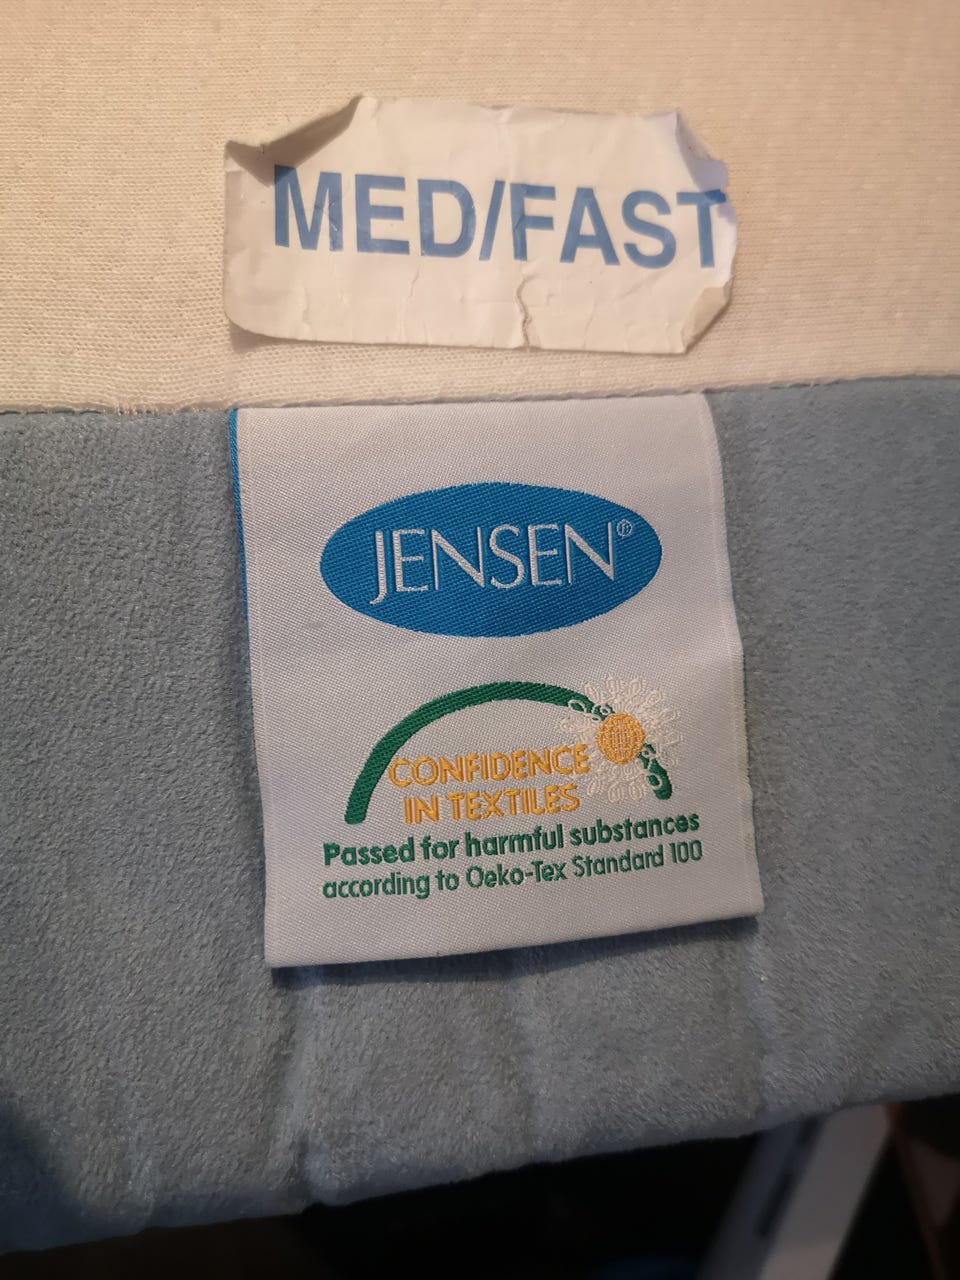 MED/FAST
JENSEN®
CONFIDENCE
IN TEXTILES
Passed for harmful substances
according to Oeko-Tex Standard 100